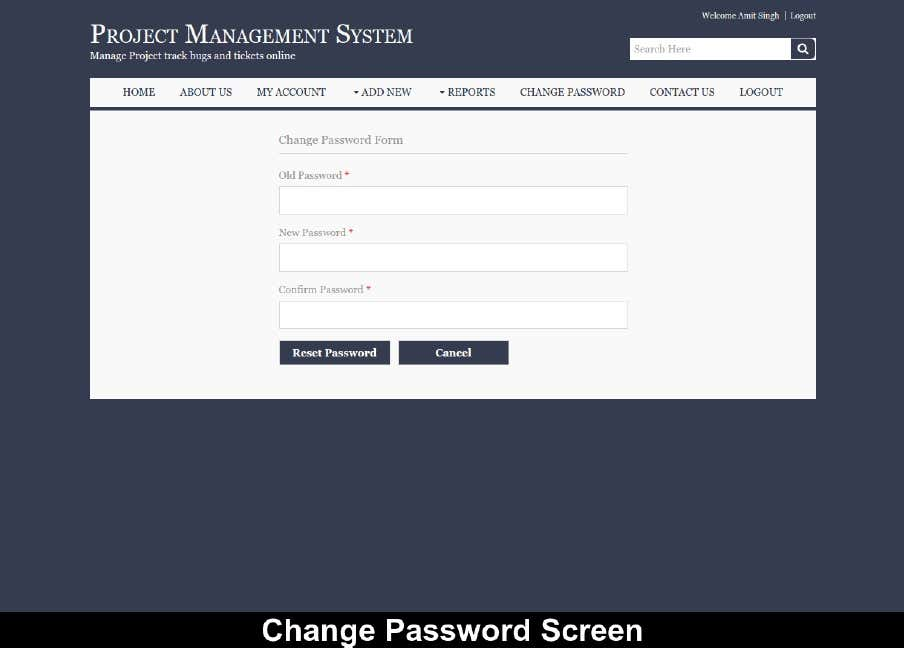 Welcome Amit Singh | Logout
Project Management System
Manage Project track bugs and tickets online
Search Here
HOME ABOUT US MY ACCOUNT ADD NEW REPORTS CHANGE PASSWORD CONTACT US LOGOUT
Change Password Form
Old Password *
New Password *
Confirm Password *
Reset Password Cancel
Change Password Screen